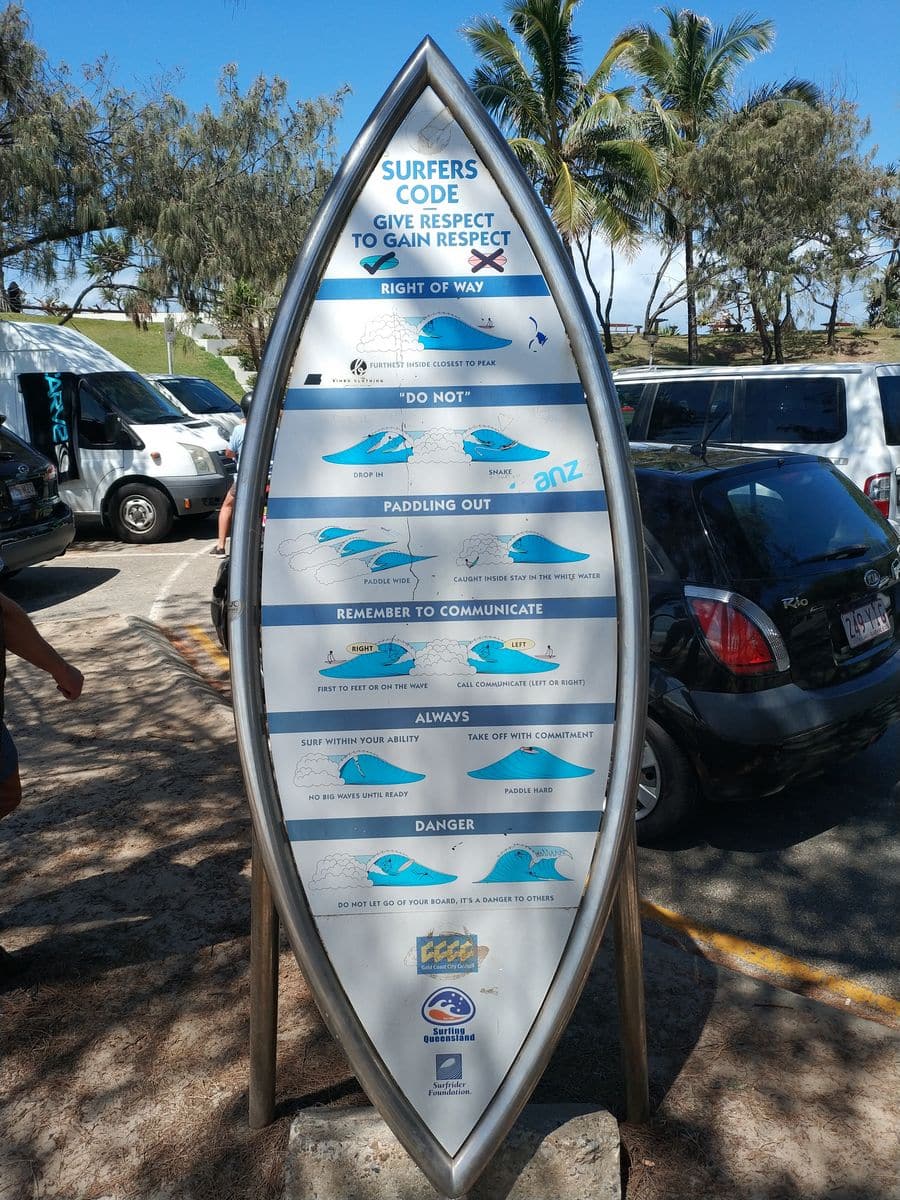 SURFERS
CODE
GIVE RESPECT
TO GAIN RESPECT
RIGHT OF WAY
FURTHEST INSIDE CLOSEST TO PEAK
"DO NOT"
DROP IN
SNAKE
anz
PADDLING OUT
PADDLE WIDE
CAUGHT INSIDE STAY IN THE WHITE WATER
REMEMBER TO COMMUNICATE
RIGHT
LEFT
FIRST TO FEET OR ON THE WAVE
CALL COMMUNICATE (LEFT OR RIGHT)
ALWAYS
SURF WITHIN YOUR ABILITY
TAKE OFF WITH COMMITMENT
NO BIG WAVES UNTIL READY
PADDLE HARD
DANGER
DO NOT LET GO OF YOUR BOARD, IT'S A DANGER TO OTHERS
Gold Coast City Council
Surfing
Queensland
Surfrider
Foundation.
Rio
KIA